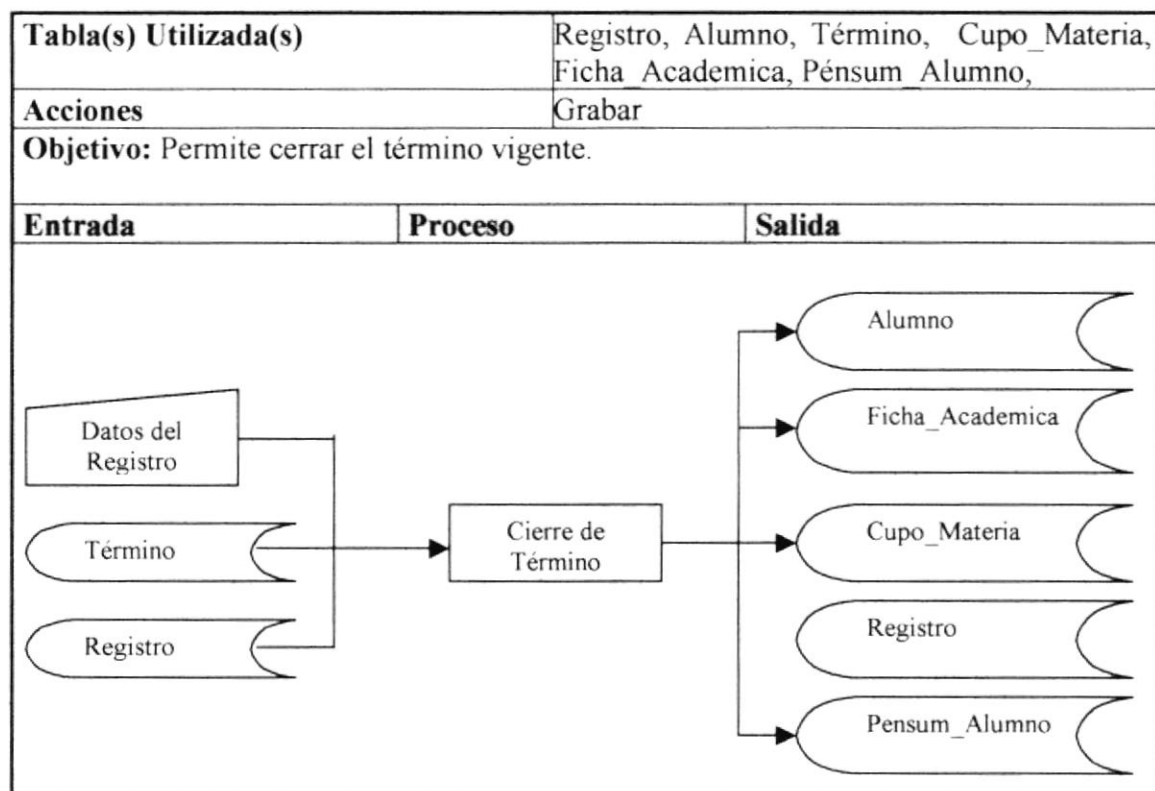 Tabla(s) Utilizada(s)
Registro, Alumno, Término, Cupo_Materia,
Ficha_Academica, Pénsum_Alumno,
Acciones
Grabar
Objetivo: Permite cerrar el término vigente.
Entrada
Proceso
Salida
Datos del
Registro
Término
Registro
Cierre de
Término
Alumno
Ficha_Academica
Cupo_Materia
Registro
Pensum_Alumno